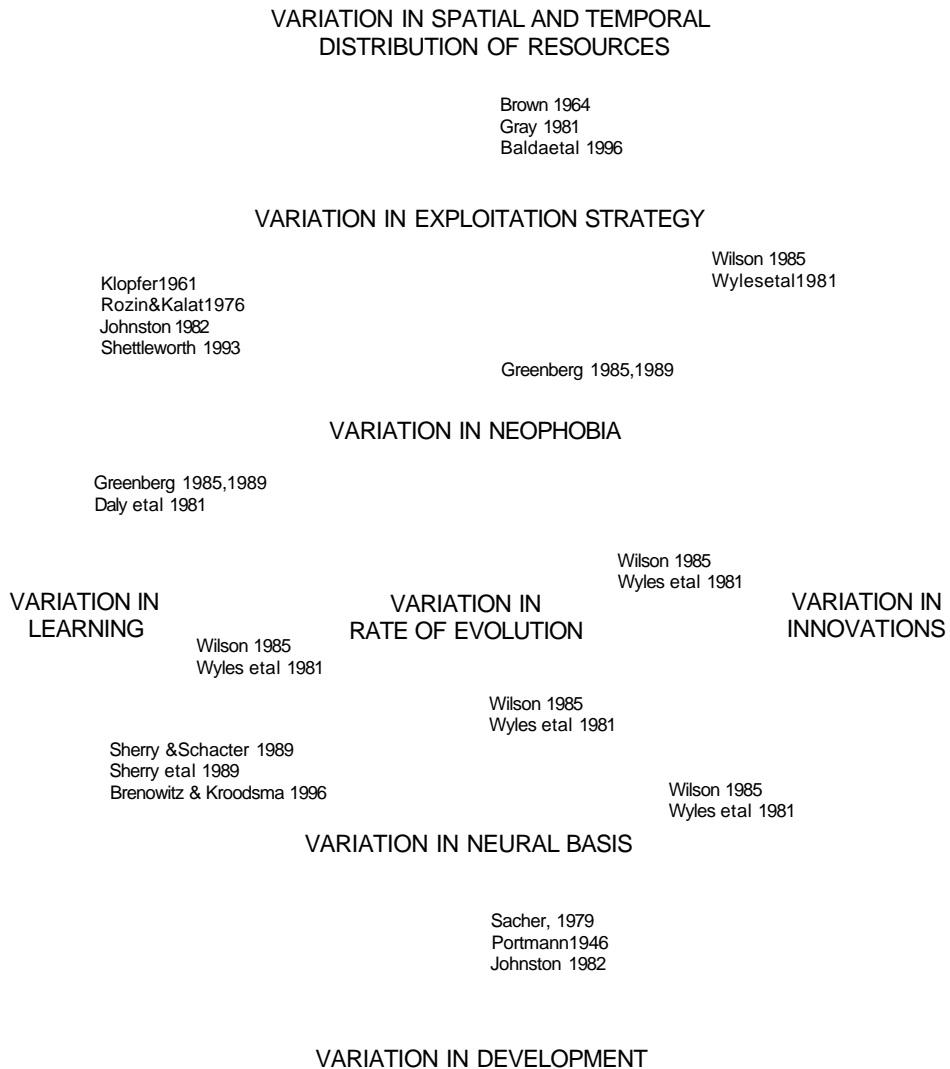 VARIATION IN SPATIAL AND TEMPORAL
DISTRIBUTION OF RESOURCES
Brown 1964
Gray 1981
Baldaetal 1996
VARIATION IN EXPLOITATION STRATEGY
Wilson 1985
Wylesetal1981
Klopfer1961
Rozin&Kalat1976
Johnston 1982
Shettleworth 1993
Greenberg 1985,1989
VARIATION IN NEOPHOBIA
Greenberg 1985,1989
Daly etal 1981
Wilson 1985
Wyles etal 1981
VARIATION IN
LEARNING
VARIATION IN
RATE OF EVOLUTION
VARIATION IN
INNOVATIONS
Wilson 1985
Wyles etal 1981
Wilson 1985
Wyles etal 1981
Sherry &Schacter 1989
Sherry etal 1989
Brenowitz & Kroodsma 1996
Wilson 1985
Wyles etal 1981
VARIATION IN NEURAL BASIS
Sacher, 1979
Portmann1946
Johnston 1982
VARIATION IN DEVELOPMENT